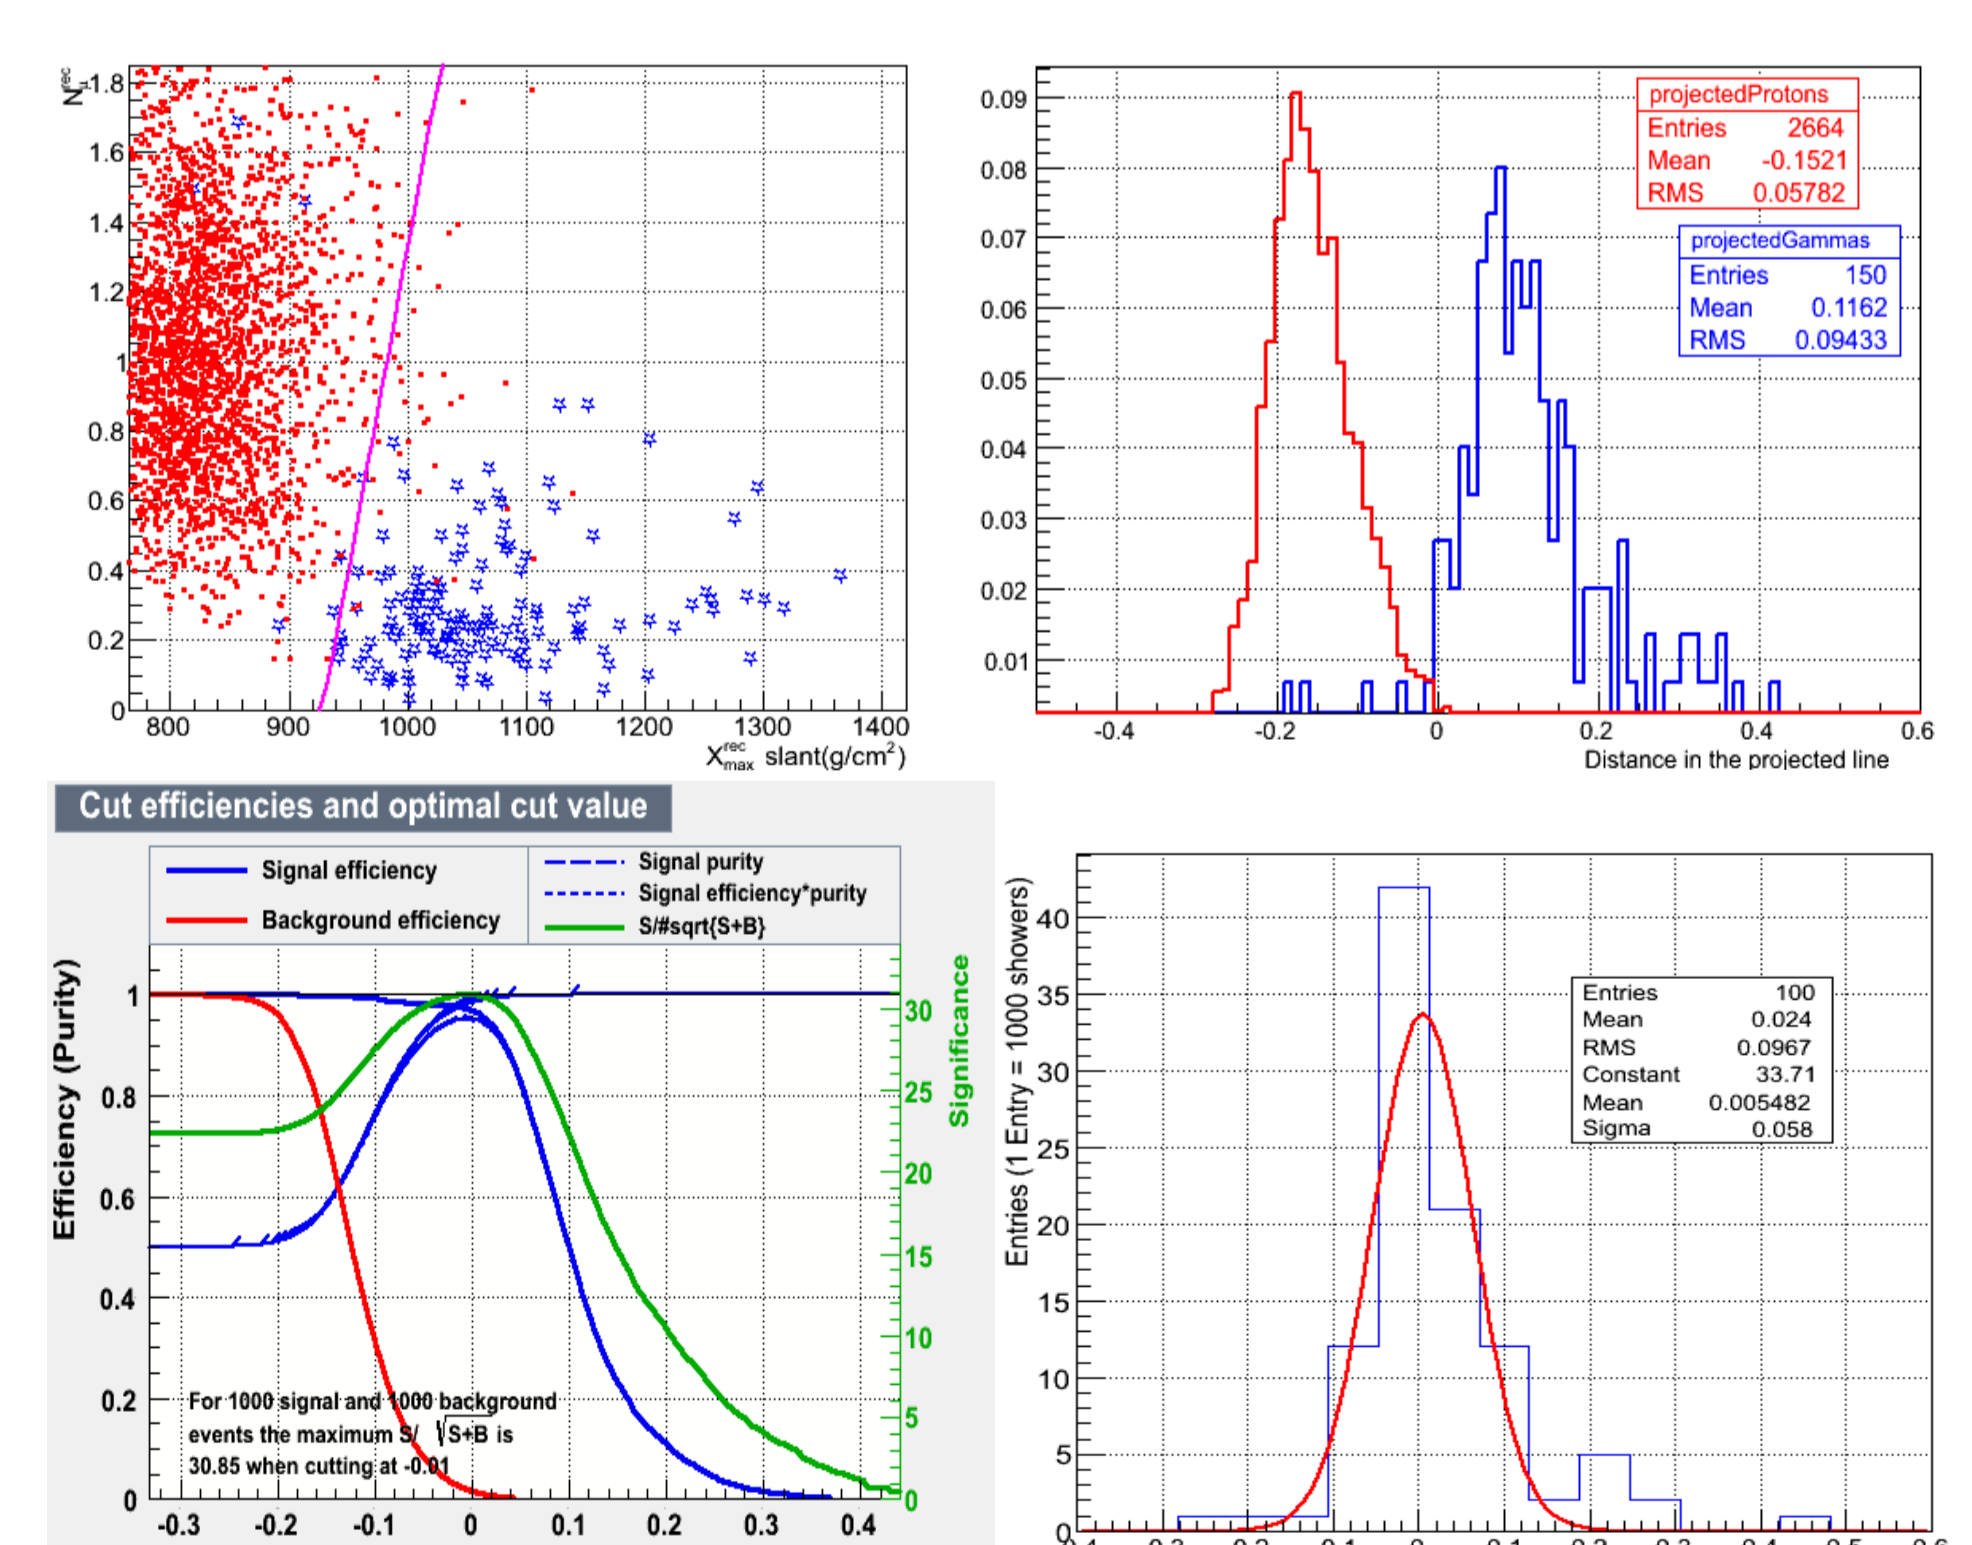 N_μ^rec
1.8
1.6
1.4
1.2
1
0.8
0.6
0.4
0.2
0
800 900 1000 1100 1200 1300 1400
X_max^rec slant(g/cm²)
0.09
0.08
0.07
0.06
0.05
0.04
0.03
0.02
0.01
-0.4 -0.2 0 0.2 0.4 0.6
Distance in the projected line
projectedProtons
Entries 2664
Mean -0.1521
RMS 0.05782
projectedGammas
Entries 150
Mean 0.1162
RMS 0.09433
Cut efficiencies and optimal cut value
Signal efficiency
Background efficiency
Signal purity
Signal efficiency*purity
S/#sqrt{S+B}
Efficiency (Purity)
1
0.8
0.6
0.4
0.2
0
Significance
30
25
20
15
10
5
0
For 1000 signal and 1000 background
events the maximum S/ √S+B is
30.85 when cutting at -0.01
-0.3 -0.2 -0.1 0 0.1 0.2 0.3 0.4
Entries (1 Entry = 1000 showers)
40
35
30
25
20
15
10
5
0
Entries 100
Mean 0.024
RMS 0.0967
Constant 33.71
Mean 0.005482
Sigma 0.058